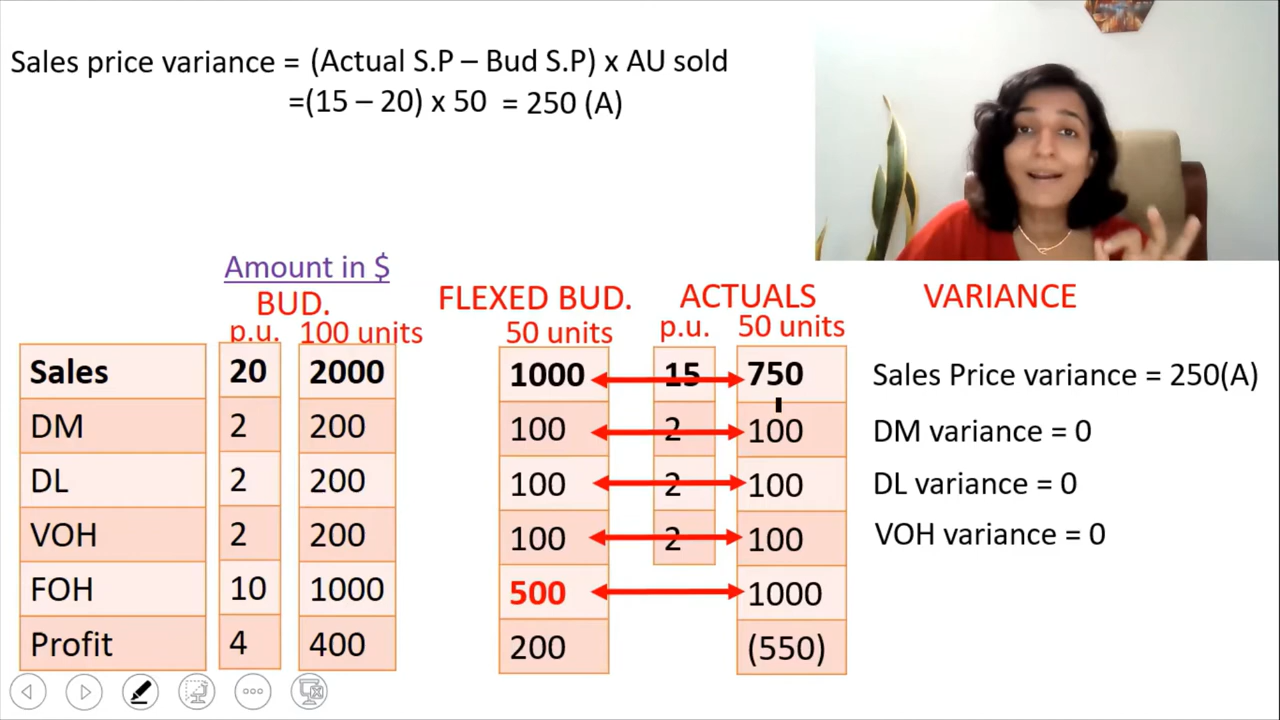 Sales price variance = (Actual S.P – Bud S.P) x AU sold
=(15 – 20) x 50 = 250 (A)
Amount in $
BUD. FLEXED BUD. ACTUALS VARIANCE
p.u. 100 units 50 units p.u. 50 units
Sales 20 2000 1000 15 750 Sales Price variance = 250(A)
DM 2 200 100 2 100 DM variance = 0
DL 2 200 100 2 100 DL variance = 0
VOH 2 200 100 2 100 VOH variance = 0
FOH 10 1000 500 1000
Profit 4 400 200 (550)